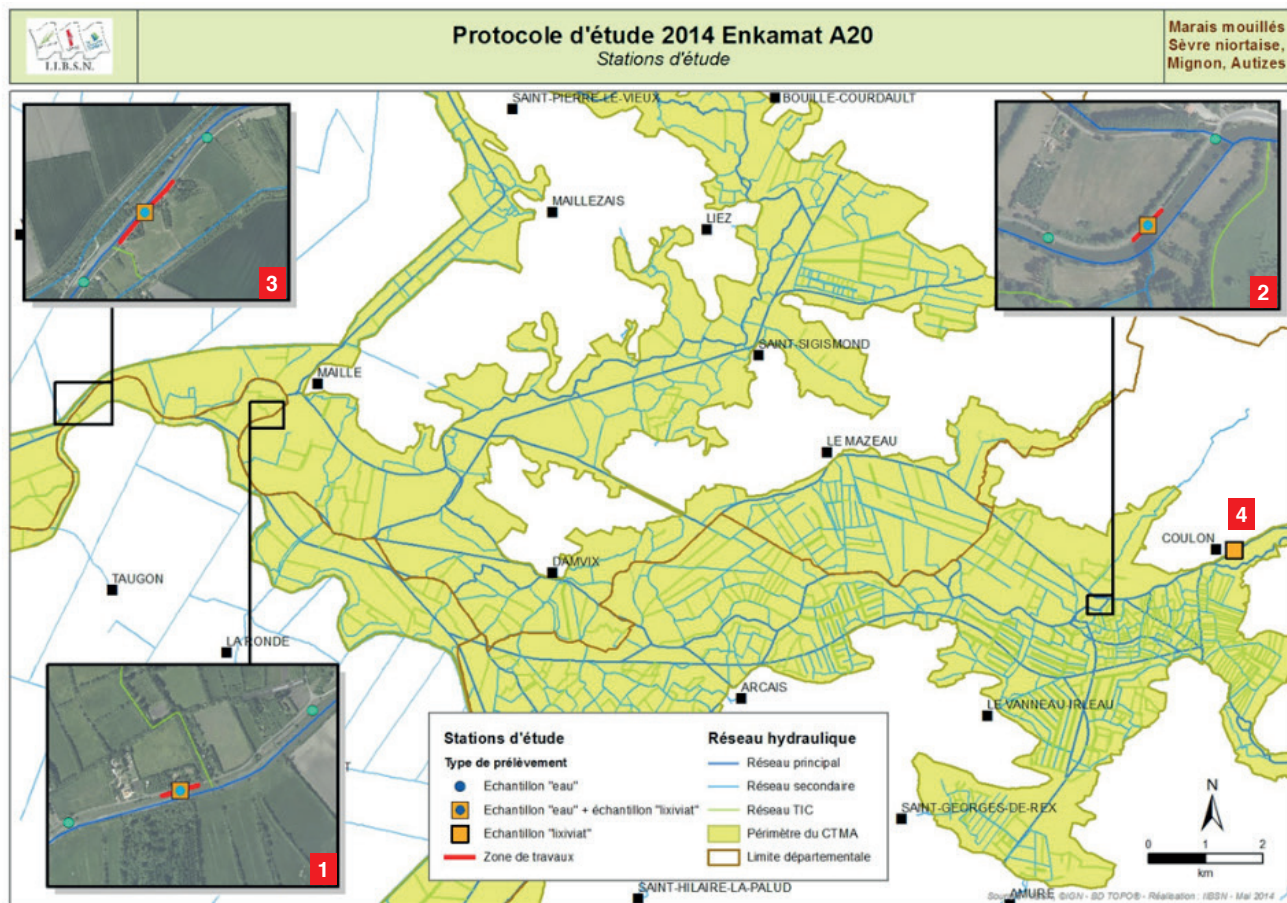 I.I.B.S.N.
Protocole d'étude 2014 Enkamat A20
Stations d'étude
Marais mouillés
Sèvre niortaise,
Mignon, Autizes
SAINT-PIERRE-LE-VIEUX
BOUILLE-COURDAULT
MAILLEZAIS
LIEZ
3
2
SAINT-SIGISMOND
MAILLE
LE MAZEAU
4
COULON
DAMVIX
TAUGON
LA RONDE
ARCAIS
LE VANNEAU-IRLEAU
1
Stations d'étude
Type de prélèvement
Echantillon "eau"
Echantillon "eau" + échantillon "lixiviat"
Echantillon "lixiviat"
Zone de travaux
Réseau hydraulique
Réseau principal
Réseau secondaire
Réseau TIC
Périmètre du CTMA
Limite départementale
SAINT-GEORGES-DE-REX
N
0 1 2
km
SAINT-HILAIRE-LA-PALUD
AMURE
IIBSN, ©IGN - BD TOPO® - Réalisation : IIBSN - Mai 2014